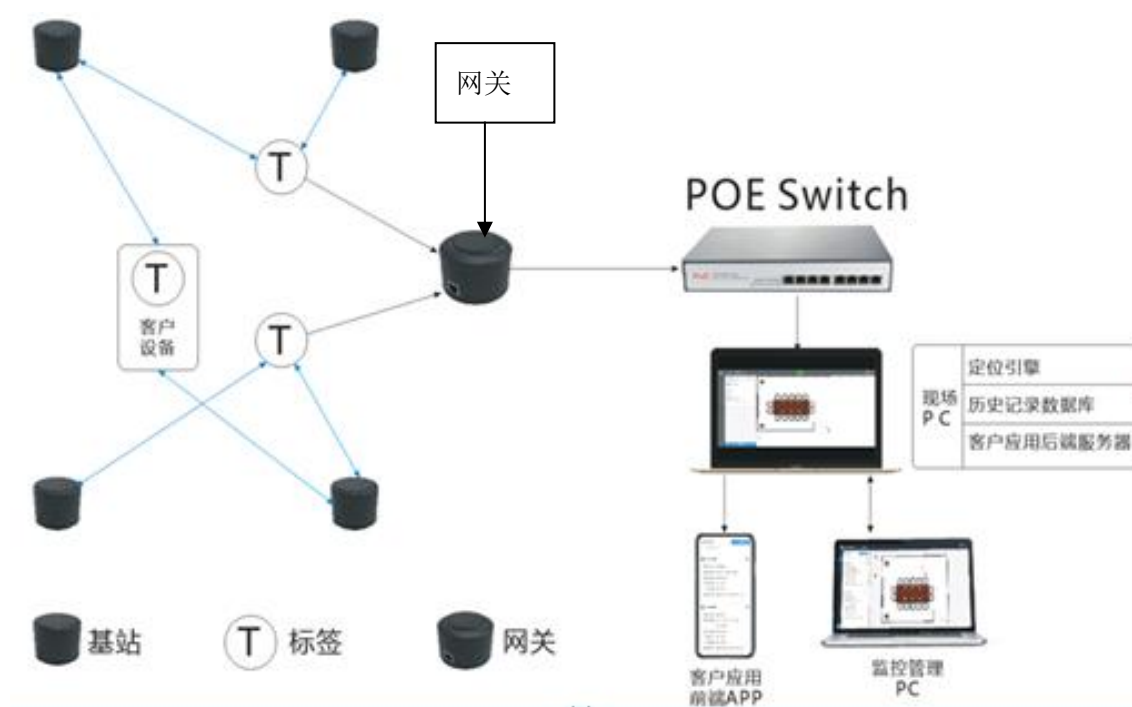 网关
T
POE Switch
T
客户
设备
T
现场
PC
定位引擎
历史记录数据库
客户应用后端服务器
基站
T
标签
网关
客户应用
前端APP
监控管理
PC